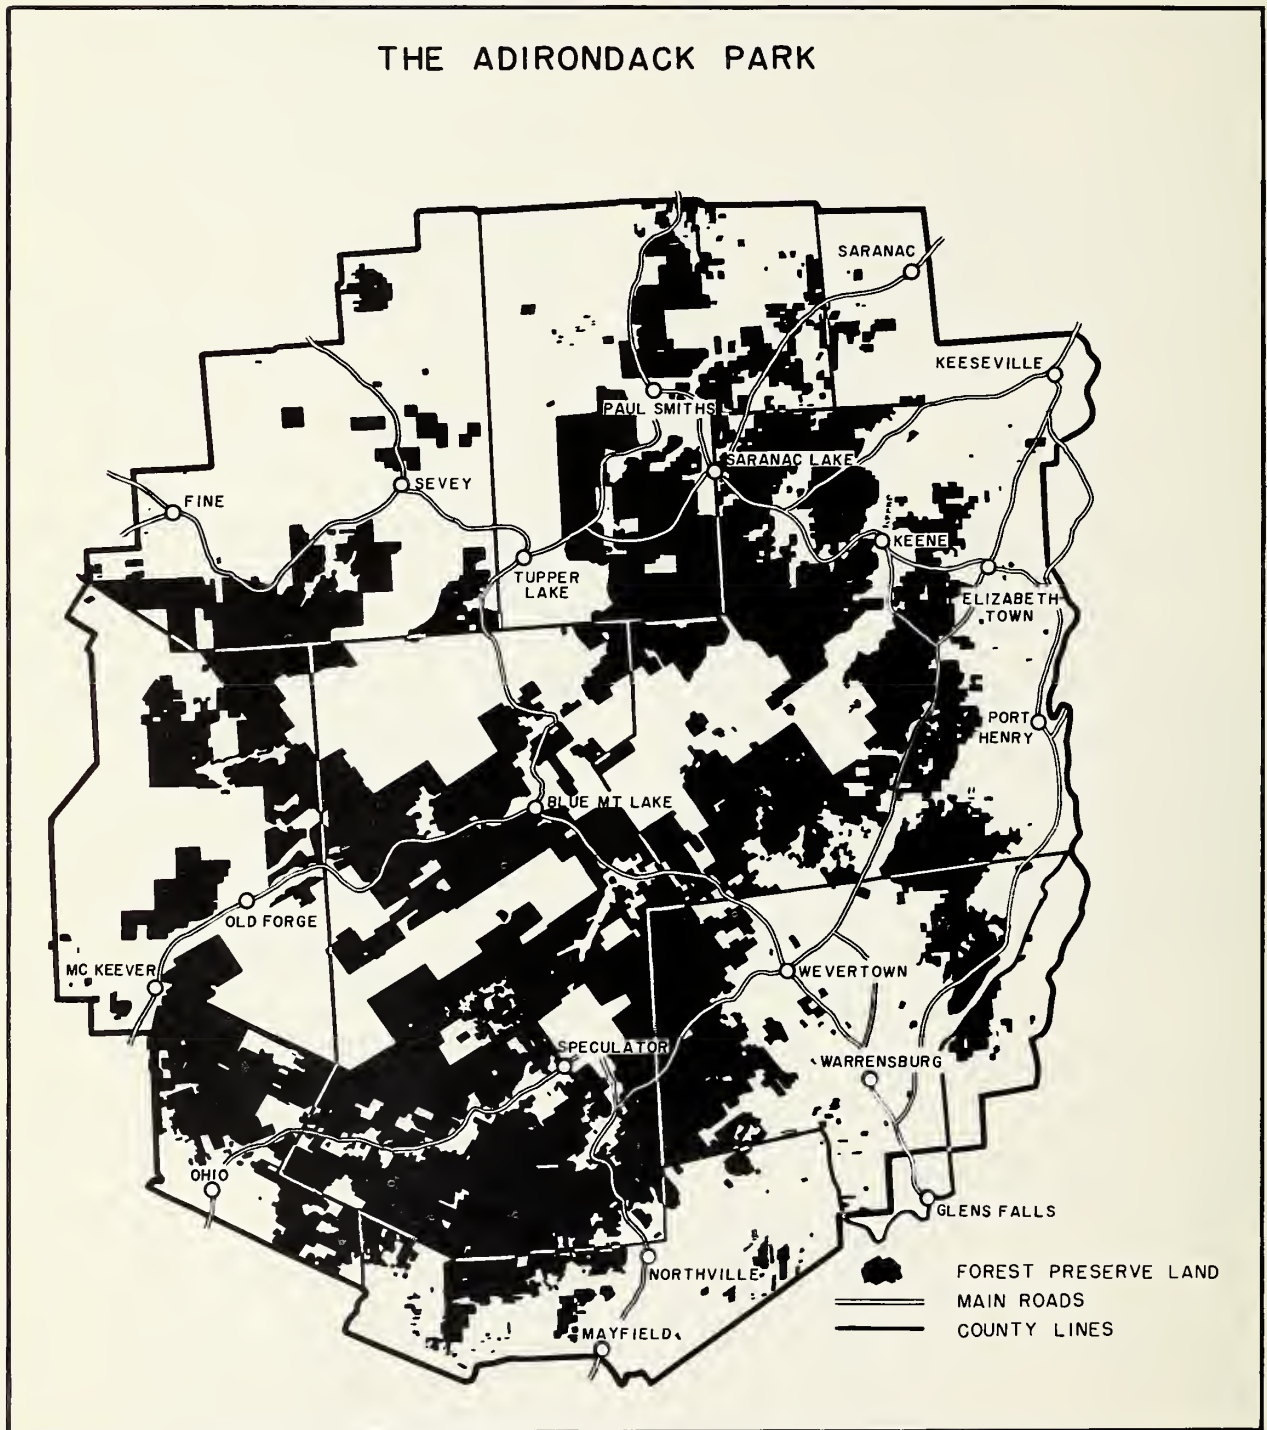 THE ADIRONDACK PARK
SARANAC
KEESEVILLE
PAUL SMITHS
SARANAC LAKE
SEVEY
FINE
KEENE
TUPPER
LAKE
ELIZABETH-
TOWN
PORT
HENRY
BLUE MT LAKE
OLD FORGE
MC KEEVER
WEVERTOWN
SPECULATOR
WARRENSBURG
OHIO
GLENS FALLS
NORTHVILLE
MAYFIELD
FOREST PRESERVE LAND
MAIN ROADS
COUNTY LINES